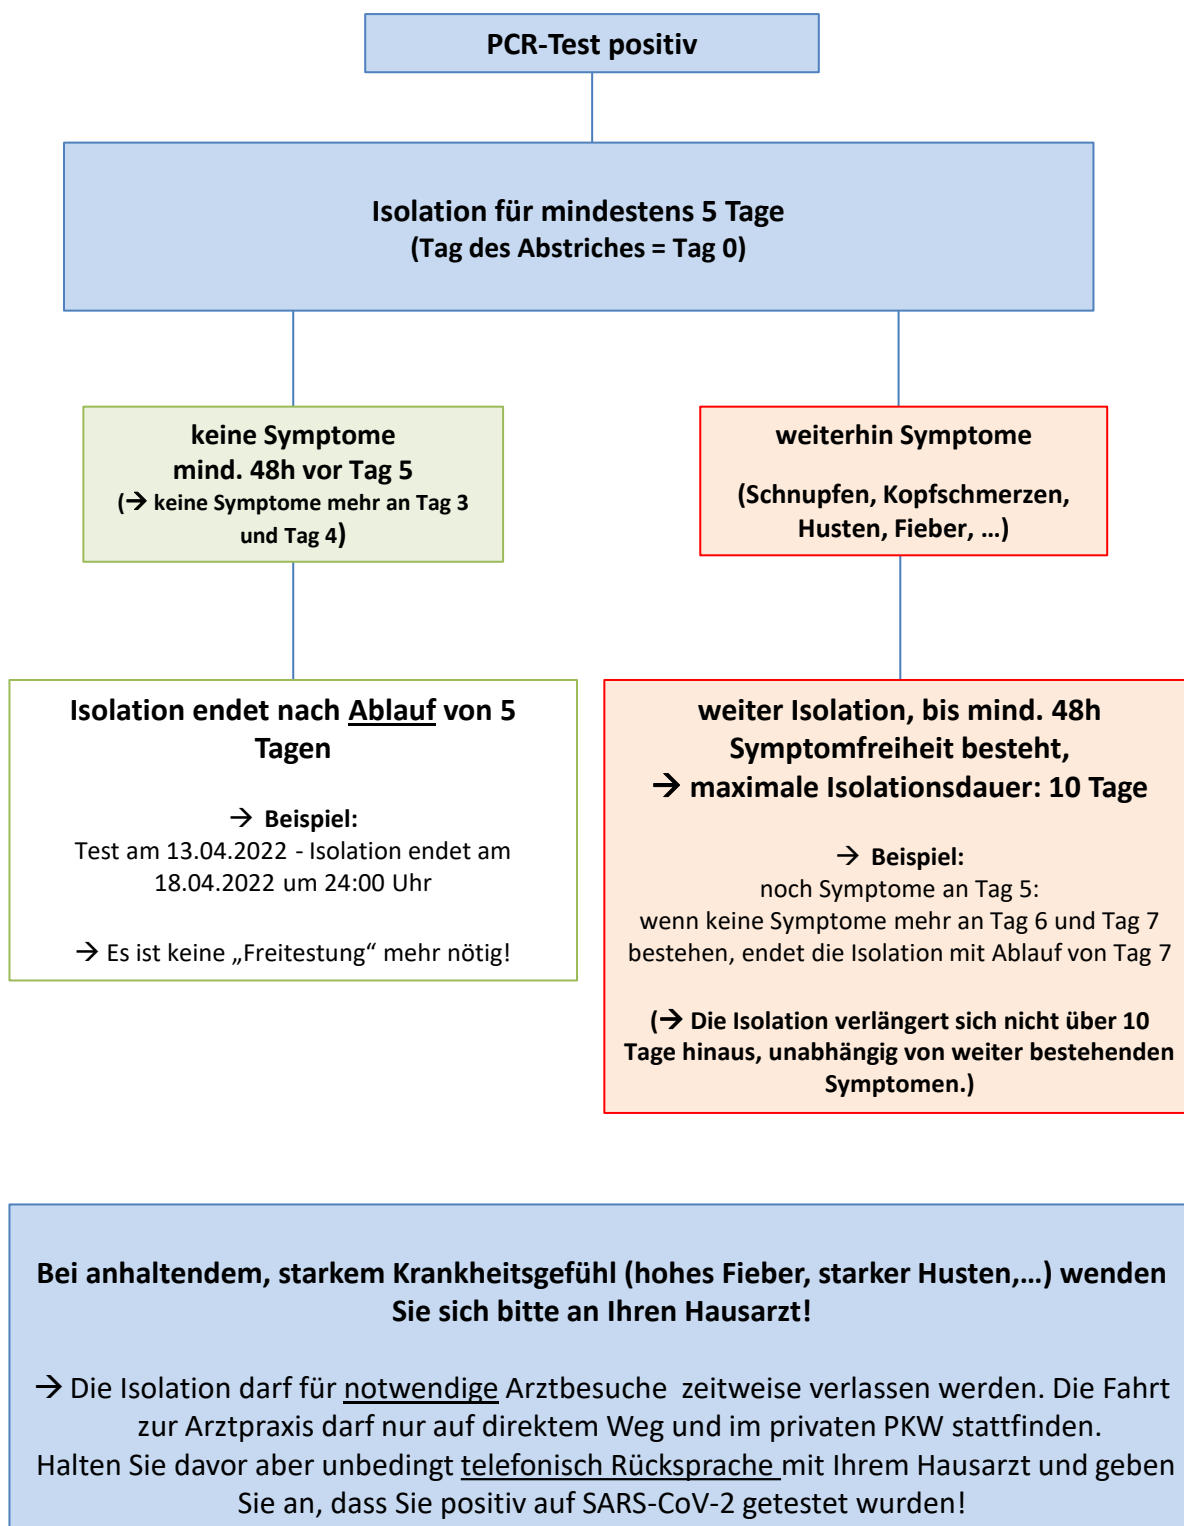 PCR-Test positiv
Isolation für mindestens 5 Tage
(Tag des Abstriches = Tag 0)
keine Symptome
mind. 48h vor Tag 5
(→ keine Symptome mehr an Tag 3
und Tag 4)
weiterhin Symptome
(Schnupfen, Kopfschmerzen,
Husten, Fieber, …)
Isolation endet nach Ablauf von 5
Tagen
→ Beispiel:
Test am 13.04.2022 - Isolation endet am
18.04.2022 um 24:00 Uhr
→ Es ist keine „Freitestung“ mehr nötig!
weiter Isolation, bis mind. 48h
Symptomfreiheit besteht,
→ maximale Isolationsdauer: 10 Tage
→ Beispiel:
noch Symptome an Tag 5:
wenn keine Symptome mehr an Tag 6 und Tag 7
bestehen, endet die Isolation mit Ablauf von Tag 7
(→ Die Isolation verlängert sich nicht über 10
Tage hinaus, unabhängig von weiter bestehenden
Symptomen.)
Bei anhaltendem, starkem Krankheitsgefühl (hohes Fieber, starker Husten,…) wenden
Sie sich bitte an Ihren Hausarzt!
→ Die Isolation darf für notwendige Arztbesuche zeitweise verlassen werden. Die Fahrt
zur Arztpraxis darf nur auf direktem Weg und im privaten PKW stattfinden.
Halten Sie davor aber unbedingt telefonisch Rücksprache mit Ihrem Hausarzt und geben
Sie an, dass Sie positiv auf SARS-CoV-2 getestet wurden!